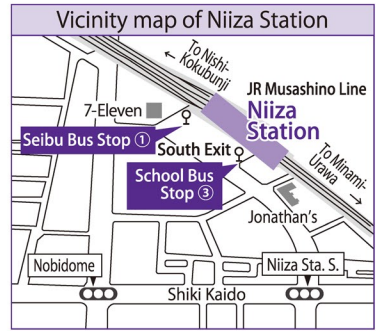 Vicinity map of Niiza Station
To Nishi-
Kokubunji
JR Musashino Line
Niiza
Station
7-Eleven
Seibu Bus Stop ①
South Exit
School Bus
Stop ③
To Minami-
Urawa
Jonathan's
Nobidome
Niiza Sta. S.
Shiki Kaido